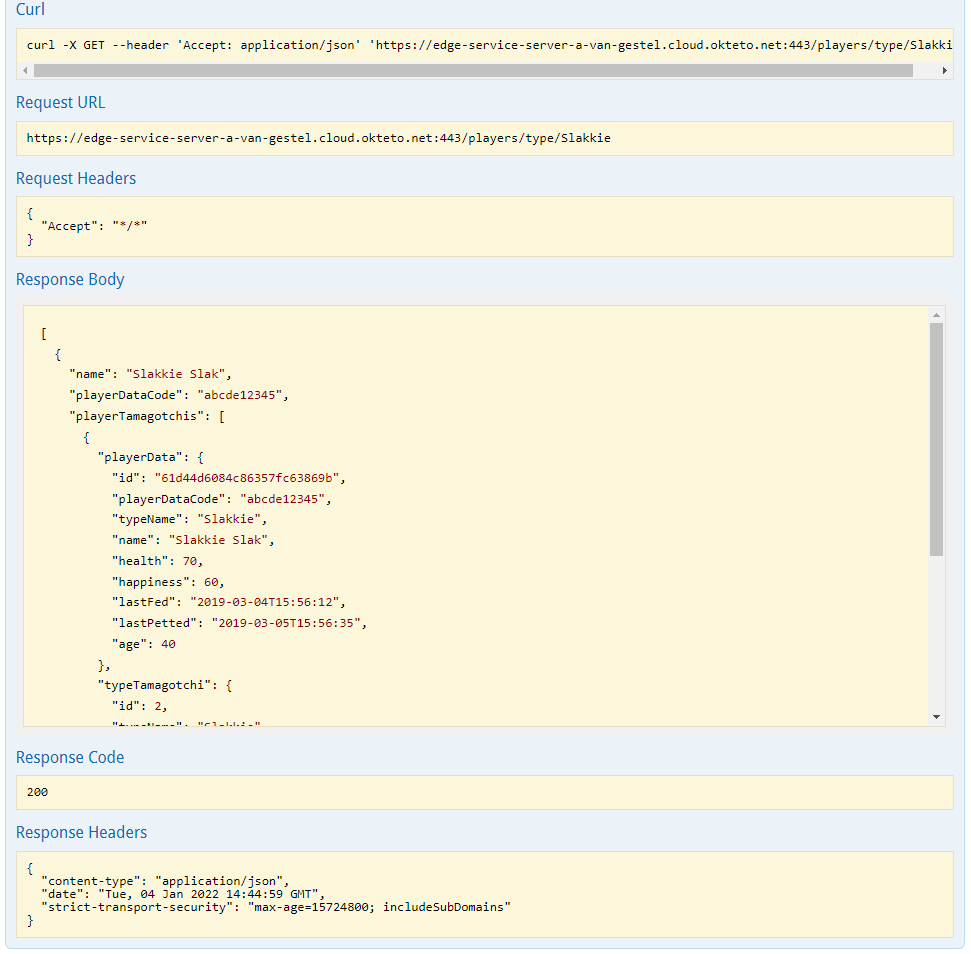 Curl
curl -X GET --header 'Accept: application/json' 'https://edge-service-server-a-van-gestel.cloud.okteto.net:443/players/type/Slakki
Request URL
https://edge-service-server-a-van-gestel.cloud.okteto.net:443/players/type/Slakkie
Request Headers
{
"Accept": "*/*"
}
Response Body
[
{
"name": "Slakkie Slak",
"playerDataCode": "abcde12345",
"playerTamagotchis": [
{
"playerData": {
"id": "61d44d6084c86357fc63869b",
"playerDataCode": "abcde12345",
"typeName": "Slakkie",
"name": "Slakkie Slak",
"health": 70,
"happiness": 60,
"lastFed": "2019-03-04T15:56:12",
"lastPetted": "2019-03-05T15:56:35",
"age": 40
},
"typeTamagotchi": {
"id": 2,
"typeName": "Slakkie"
Response Code
200
Response Headers
{
"content-type": "application/json",
"date": "Tue, 04 Jan 2022 14:44:59 GMT",
"strict-transport-security": "max-age=15724800; includeSubDomains"
}